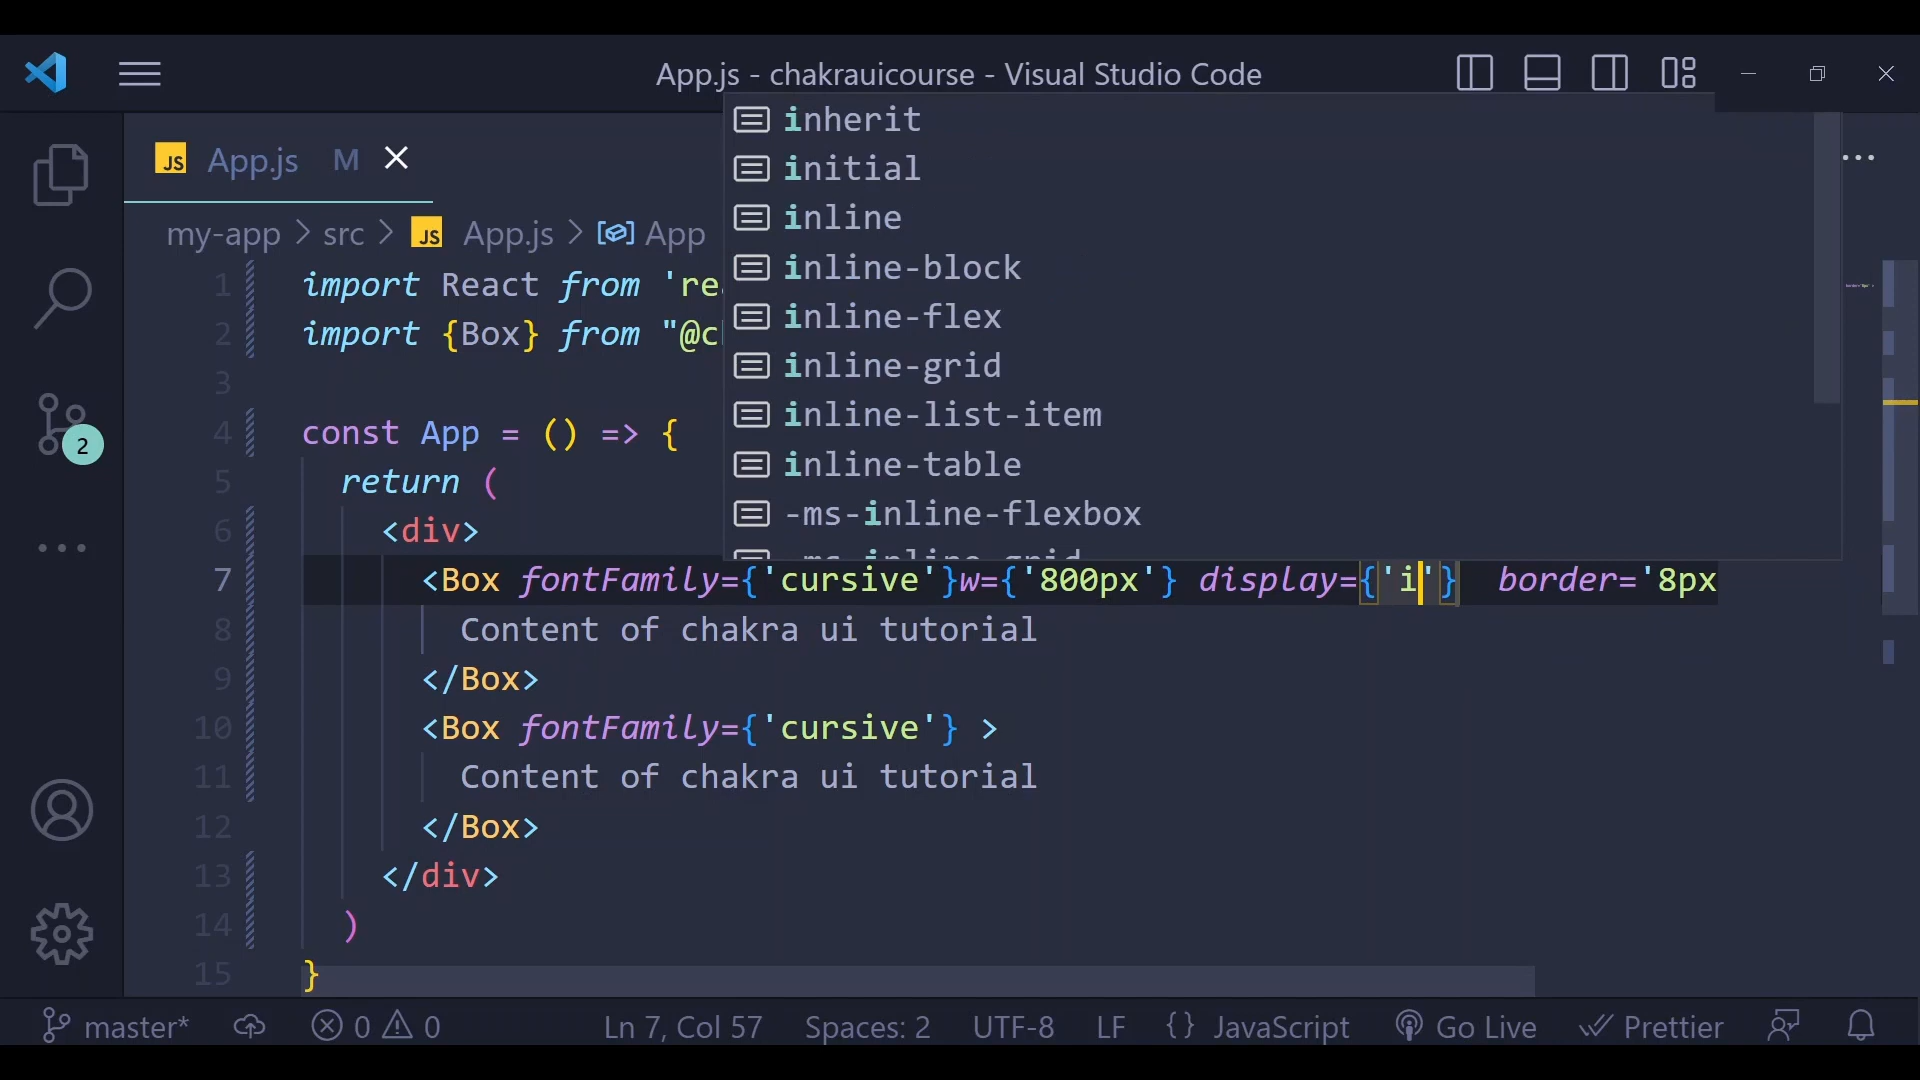 App.js - chakrauicourse - Visual Studio Code
JS App.js M
my-app > src > JS App.js > App
inherit
initial
inline
inline-block
inline-flex
inline-grid
inline-list-item
inline-table
-ms-inline-flexbox
-ms-inline-grid
1 import React from 're
2 import {Box} from "@c
3
4 const App = () => {
5 return (
6 <div>
7 <Box fontFamily={'cursive'}w={'800px'} display={'i'} border='8px
8 Content of chakra ui tutorial
9 </Box>
10 <Box fontFamily={'cursive'} >
11 Content of chakra ui tutorial
12 </Box>
13 </div>
14 )
15 }
2
master* 0 0 Ln 7, Col 57 Spaces: 2 UTF-8 LF {} JavaScript Go Live Prettier